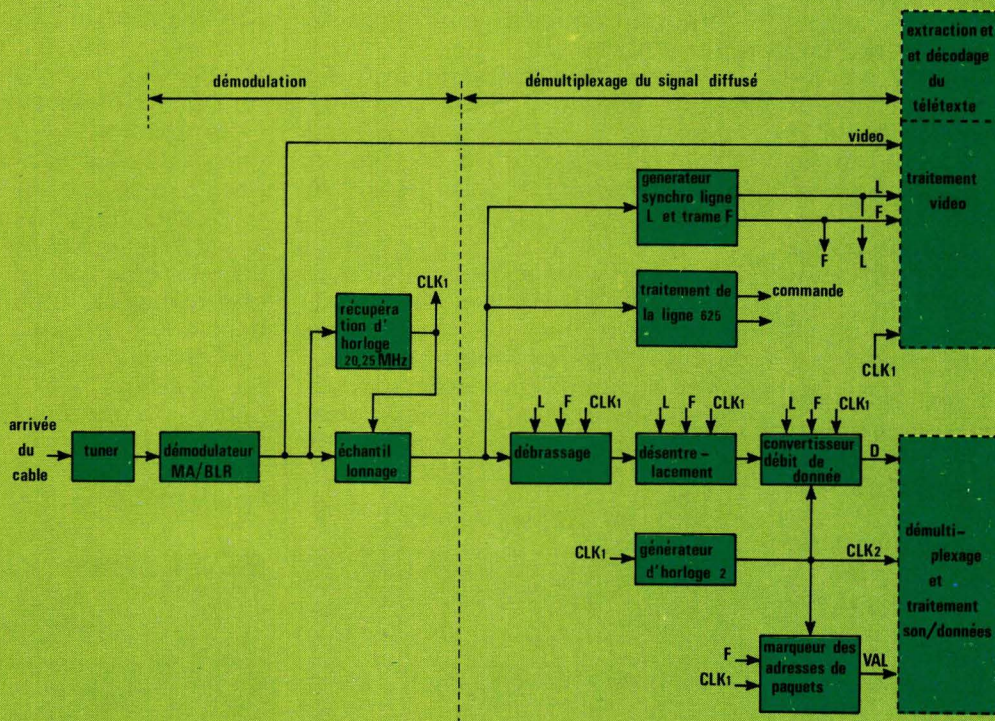 extraction et
et décodage
du
télétexte
démodulation
démultiplexage du signal diffusé
video
traitement
video
generateur
synchro ligne
L et trame F
L
F
F
L
traitement de
la ligne 625
commande
CLK1
CLK1
récupéra
tion d'
horloge
20,25 MHz
arrivée
du
cable
tuner
démodulateur
MA/BLR
échantil
lonnage
L F CLK1
débrassage
L F CLK1
désentre-
lacement
L F CLK1
convertisseur
débit de
donnée
D
CLK1
générateur
d'horloge 2
CLK2
démulti-
plexage
et
traitement
son/données
F
CLK1
marqueur des
adresses de
paquets
VAL